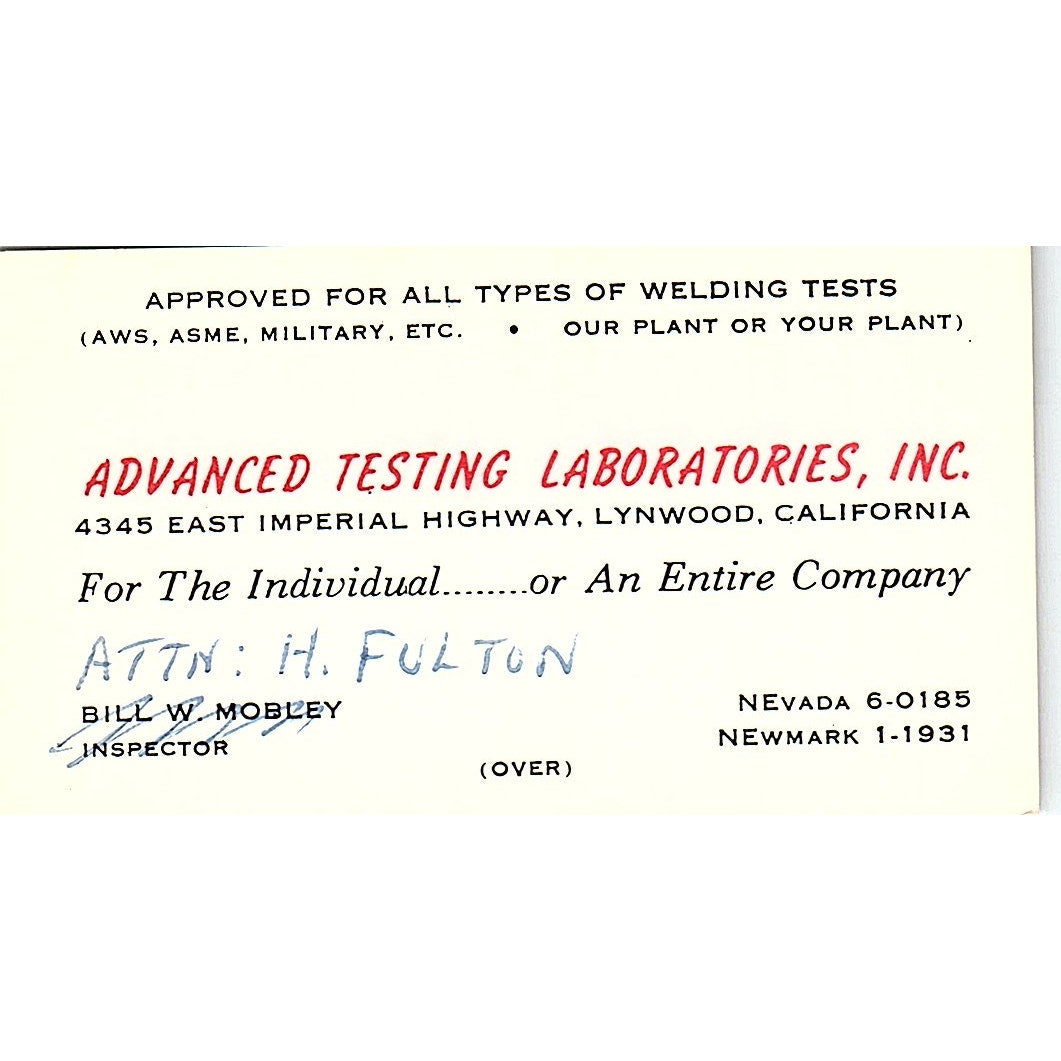 APPROVED FOR ALL TYPES OF WELDING TESTS
(AWS, ASME, MILITARY, ETC. • OUR PLANT OR YOUR PLANT)
ADVANCED TESTING LABORATORIES, INC.
4345 EAST IMPERIAL HIGHWAY, LYNWOOD, CALIFORNIA
For The Individual........or An Entire Company
ATTN: H. FULTON
BILL W. MOBLEY
INSPECTOR
NEVADA 6-0185
NEWMARK 1-1931
(OVER)